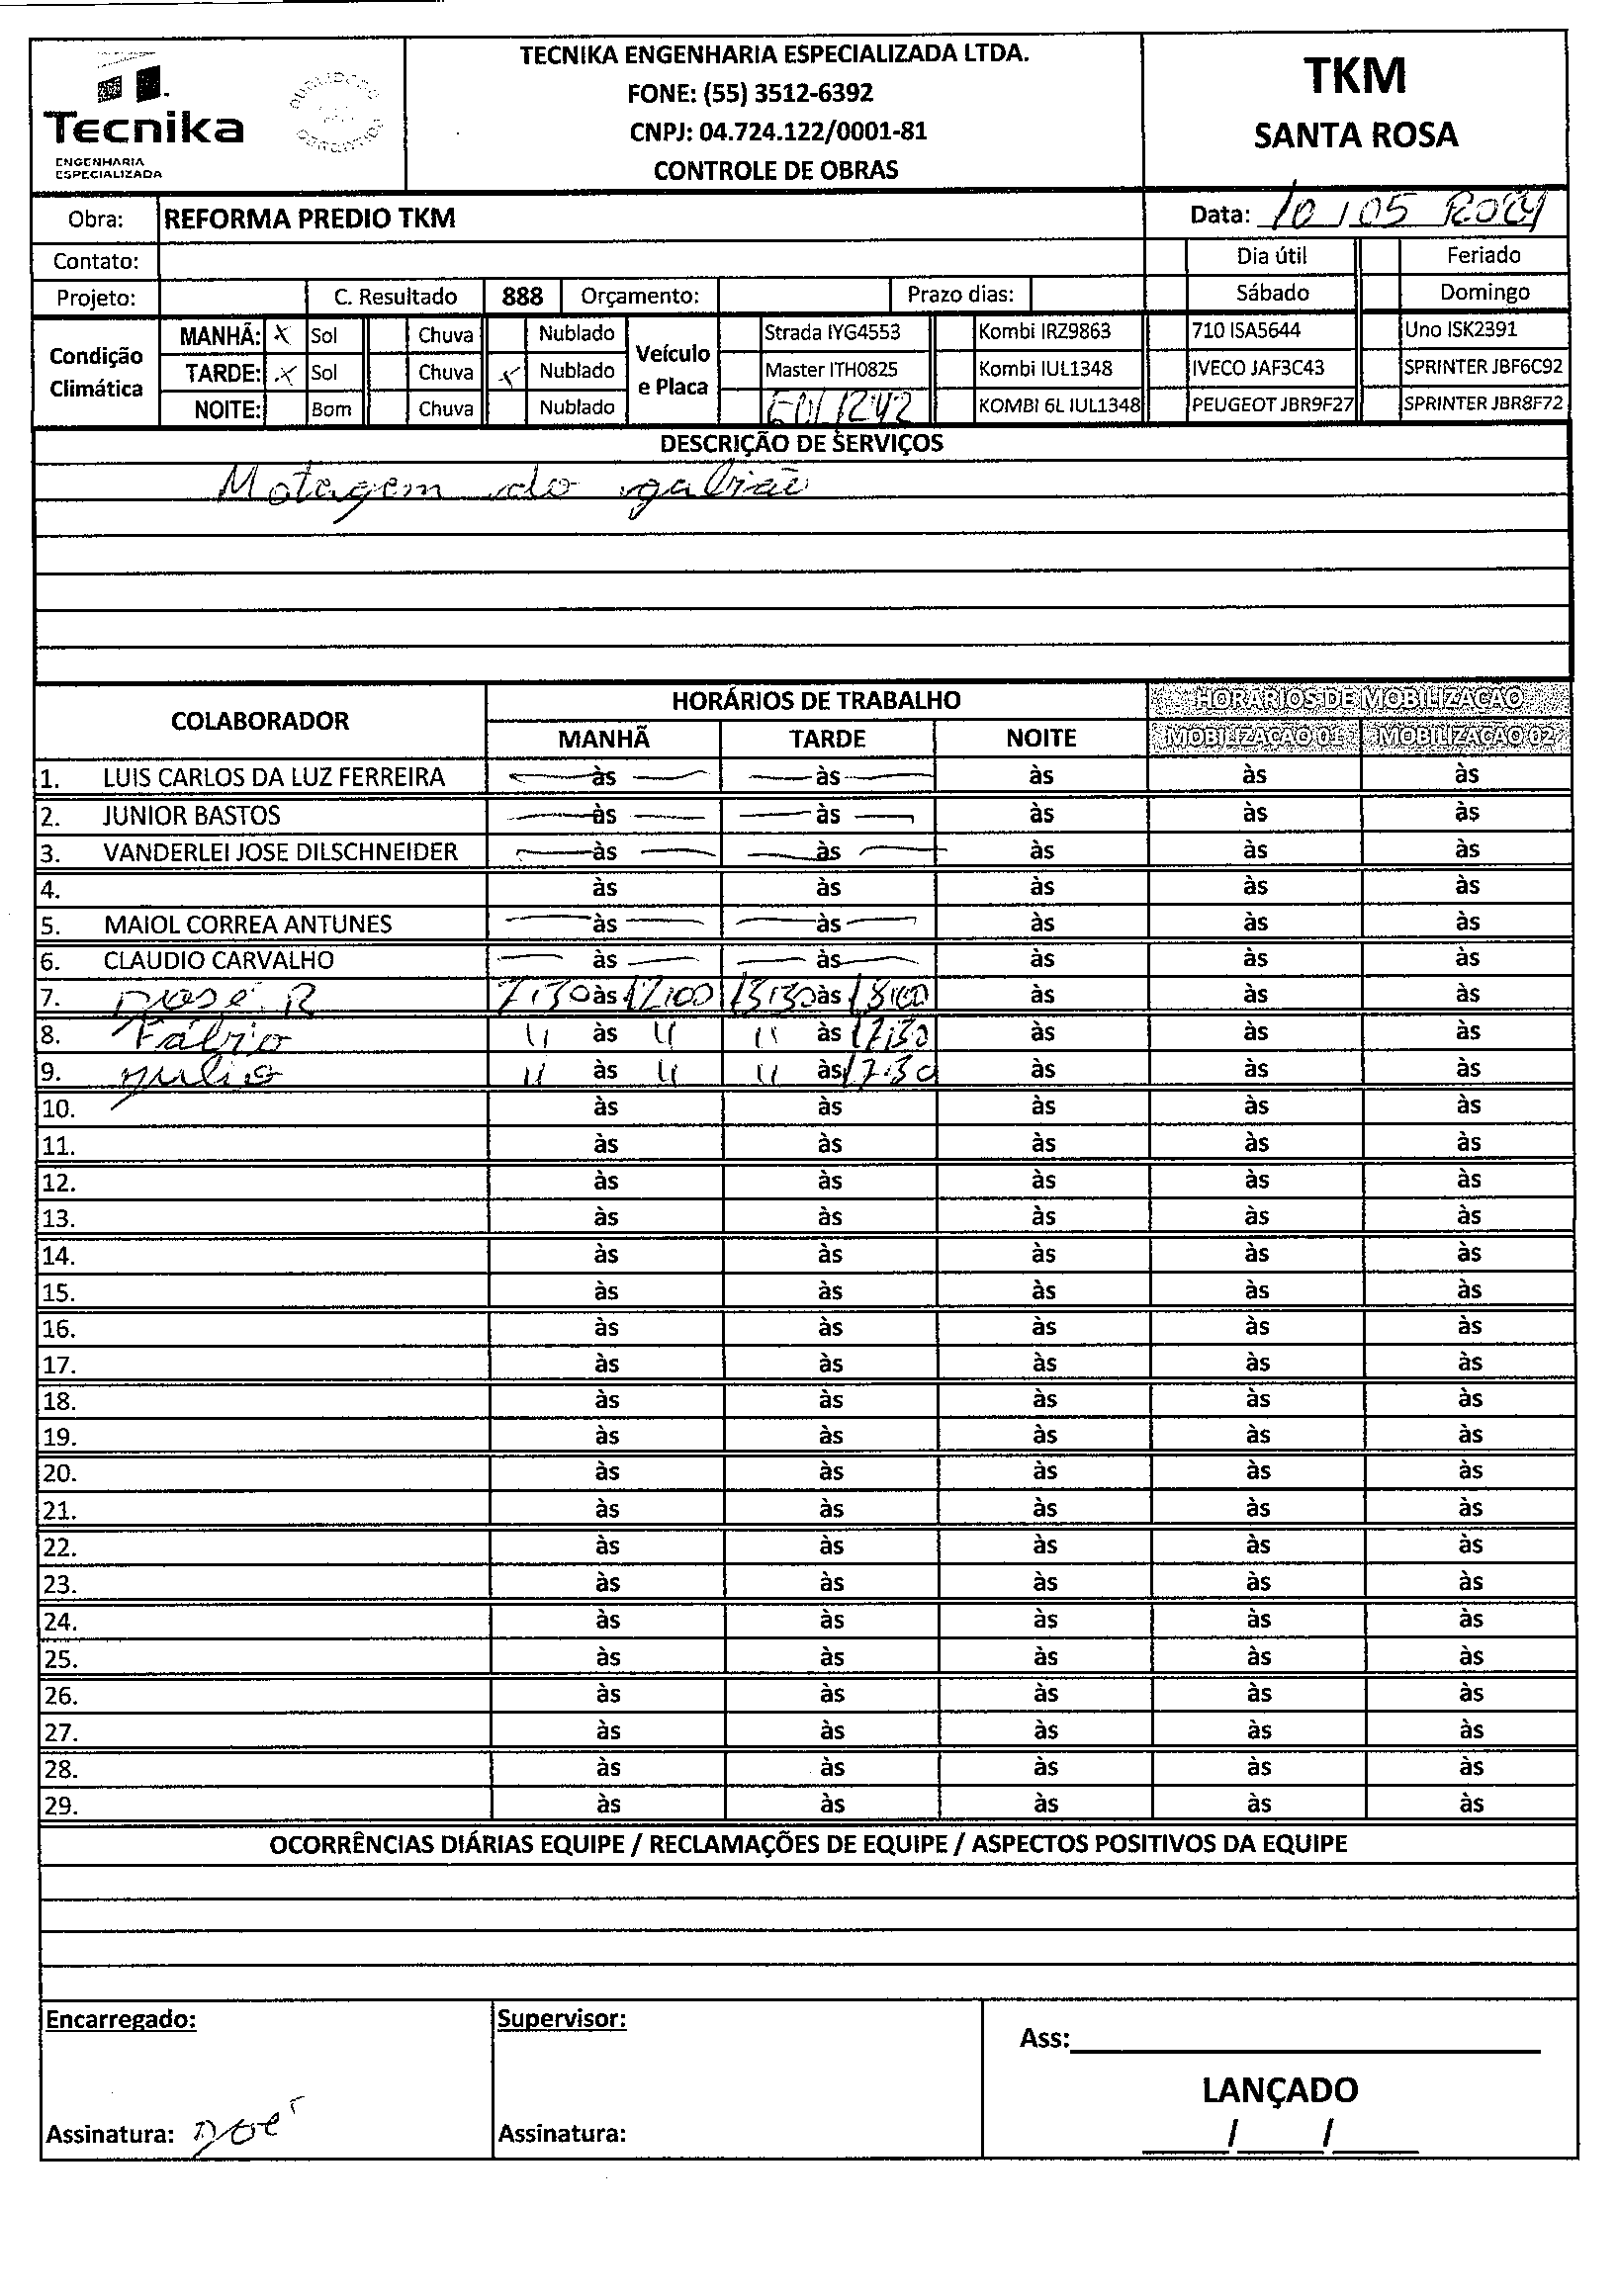 Tecnika
ENGENHARIA
ESPECIALIZADA
TECNIKA ENGENHARIA ESPECIALIZADA LTDA.
FONE: (55) 3512-6392
CNPJ: 04.724.122/0001-81
CONTROLE DE OBRAS
TKM
SANTA ROSA
Obra: REFORMA PREDIO TKM Data: 10/05
Contato: Dia útil Feriado
Projeto: C. Resultado 888 Orçamento: Prazo dias: Sábado Domingo
Condição Climática
MANHÃ: x Sol Chuva Nublado
TARDE: x Sol Chuva x Nublado
NOITE: Bom Chuva Nublado
Veículo e Placa
Strada IYG4553 Kombi IRZ9863 710 ISA5644 Uno ISK2391
Master ITH0825 Kombi IUL1348 IVECO JAF3C43 SPRINTER JBF6C92
KOMBI 6L IUL1348 PEUGEOT JBR9F27 SPRINTER JBR8F72
DESCRIÇÃO DE SERVIÇOS
Motagem do galpão
COLABORADOR HORÁRIOS DE TRABALHO HORARIOS DE MOBILIZACAO
MANHÃ TARDE NOITE MOBILIZACAO 01 MOBILIZACAO 02
1. LUIS CARLOS DA LUZ FERREIRA às às às às às
2. JUNIOR BASTOS às às às às às
3. VANDERLEI JOSE DILSCHNEIDER às às às às às
4. às às às às às
5. MAIOL CORREA ANTUNES às às às às às
6. CLAUDIO CARVALHO às às às às às
7. José R 7:30 às 12:00 13:30 às 18:00 às às às
8. Fábio " às " " às 17:30 às às às
9. Julio " às " " às 17:30 às às às
10. às às às às às
11. às às às às às
12. às às às às às
13. às às às às às
14. às às às às às
15. às às às às às
16. às às às às às
17. às às às às às
18. às às às às às
19. às às às às às
20. às às às às às
21. às às às às às
22. às às às às às
23. às às às às às
24. às às às às às
25. às às às às às
26. às às às às às
27. às às às às às
28. às às às às às
29. às às às às às
OCORRÊNCIAS DIÁRIAS EQUIPE / RECLAMAÇÕES DE EQUIPE / ASPECTOS POSITIVOS DA EQUIPE
Encarregado: Supervisor: Ass:
LANÇADO
Assinatura: Assinatura: / /